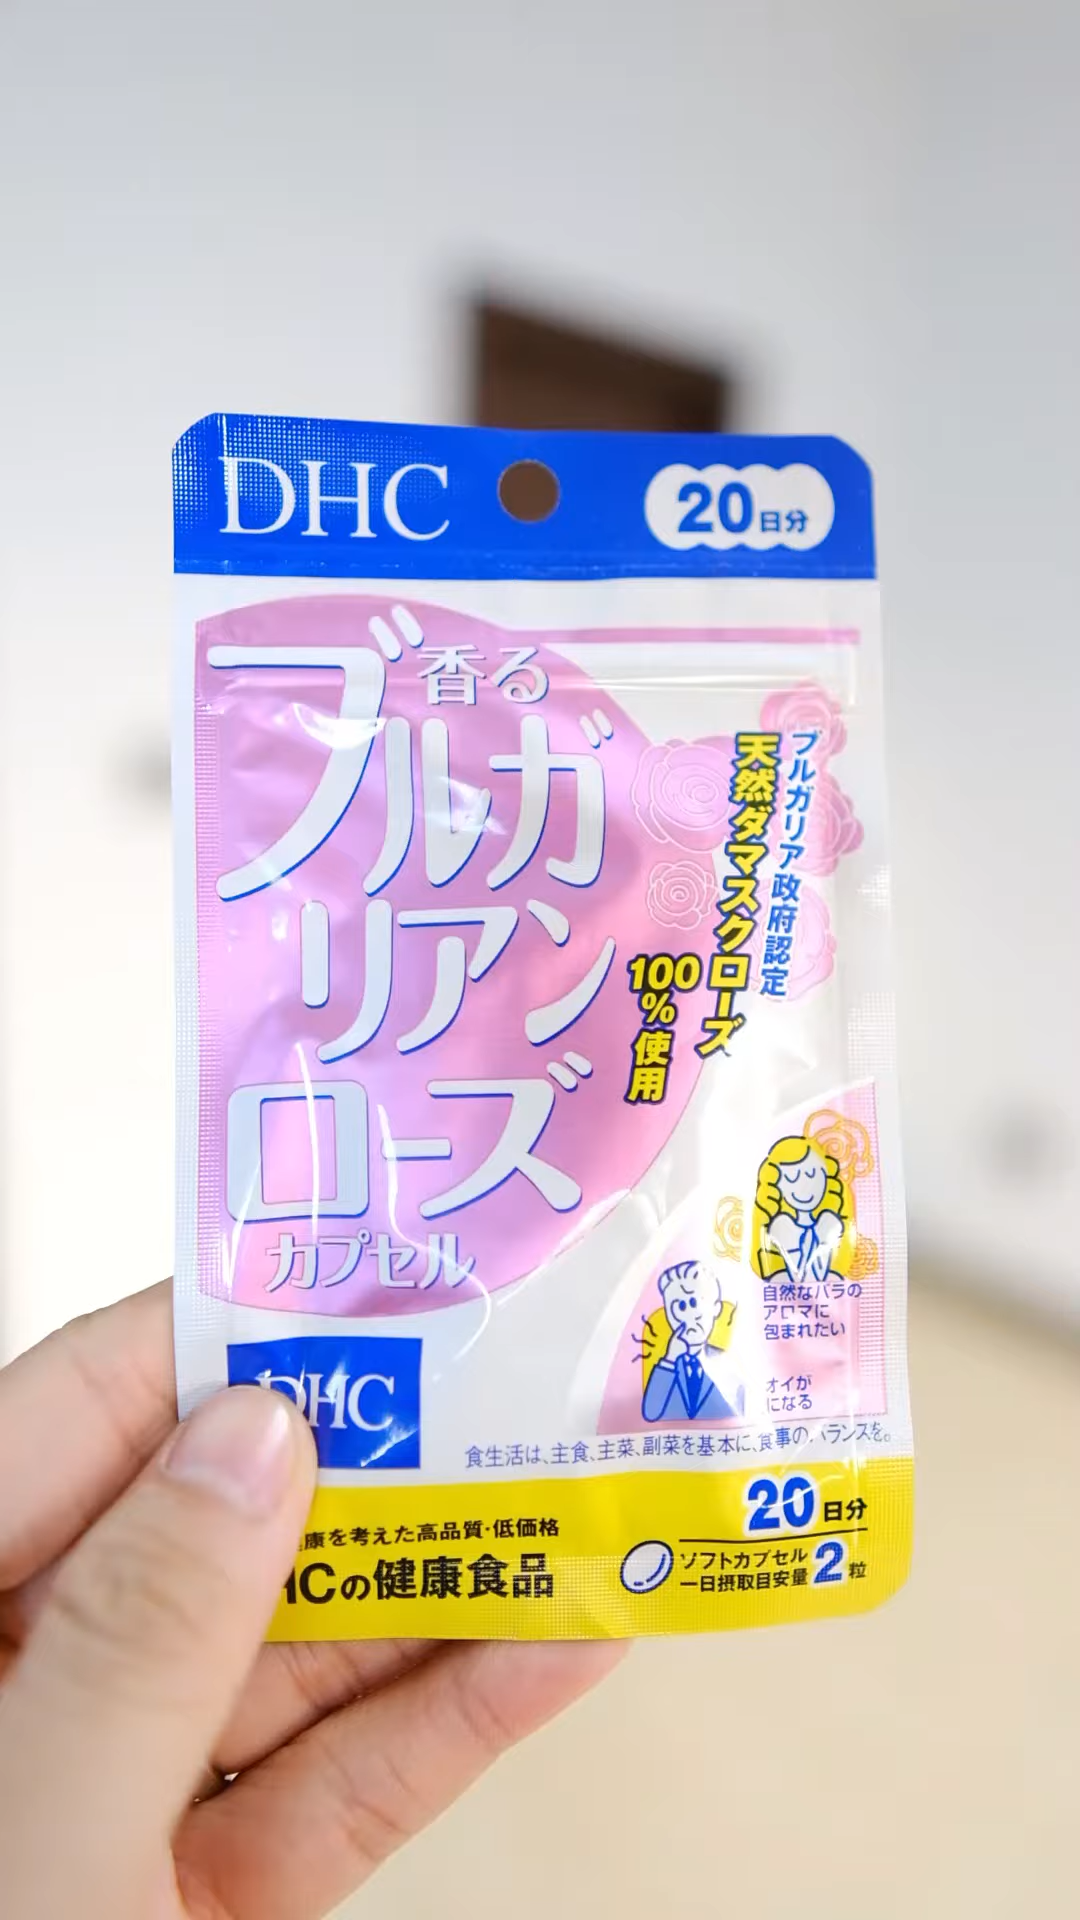 DHC
20日分
香る
ブルガ
リアン
ローズ
カプセル
ブルガリア政府認定
天然ダマスクローズ
100%使用
自然なバラの
アロマに
包まれたい
オイが
になる
DHC
食生活は、主食、主菜、副菜を基本に、食事のバランスを。
康を考えた高品質・低価格
HCの健康食品
20日分
ソフトカプセル
一日摂取目安量2粒